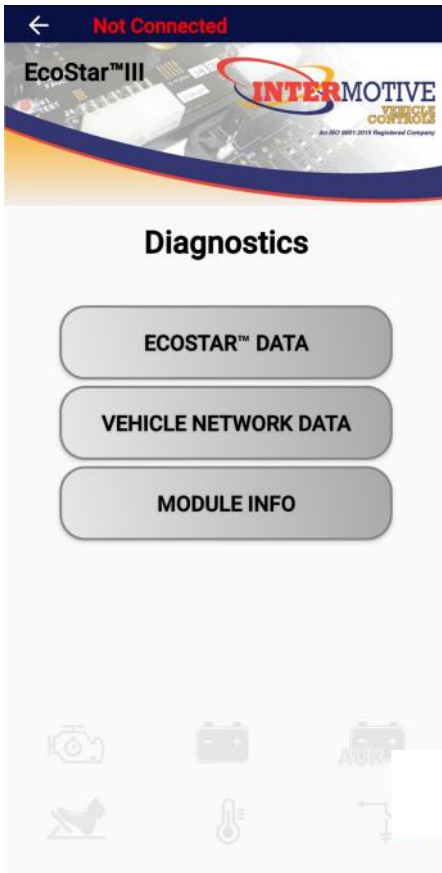 Not Connected
EcoStar™III
INTERMOTIVE
VEHICLE
CONTROLS
An ISO 9001:2015 Registered Company
Diagnostics
ECOSTAR™ DATA
VEHICLE NETWORK DATA
MODULE INFO
AUX